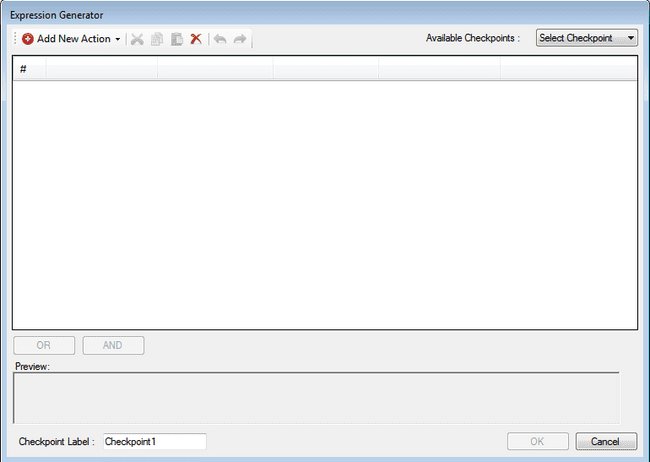 Expression Generator
Add New Action
Available Checkpoints :
Select Checkpoint
#
OR
AND
Preview:
Checkpoint Label :
Checkpoint1
OK
Cancel